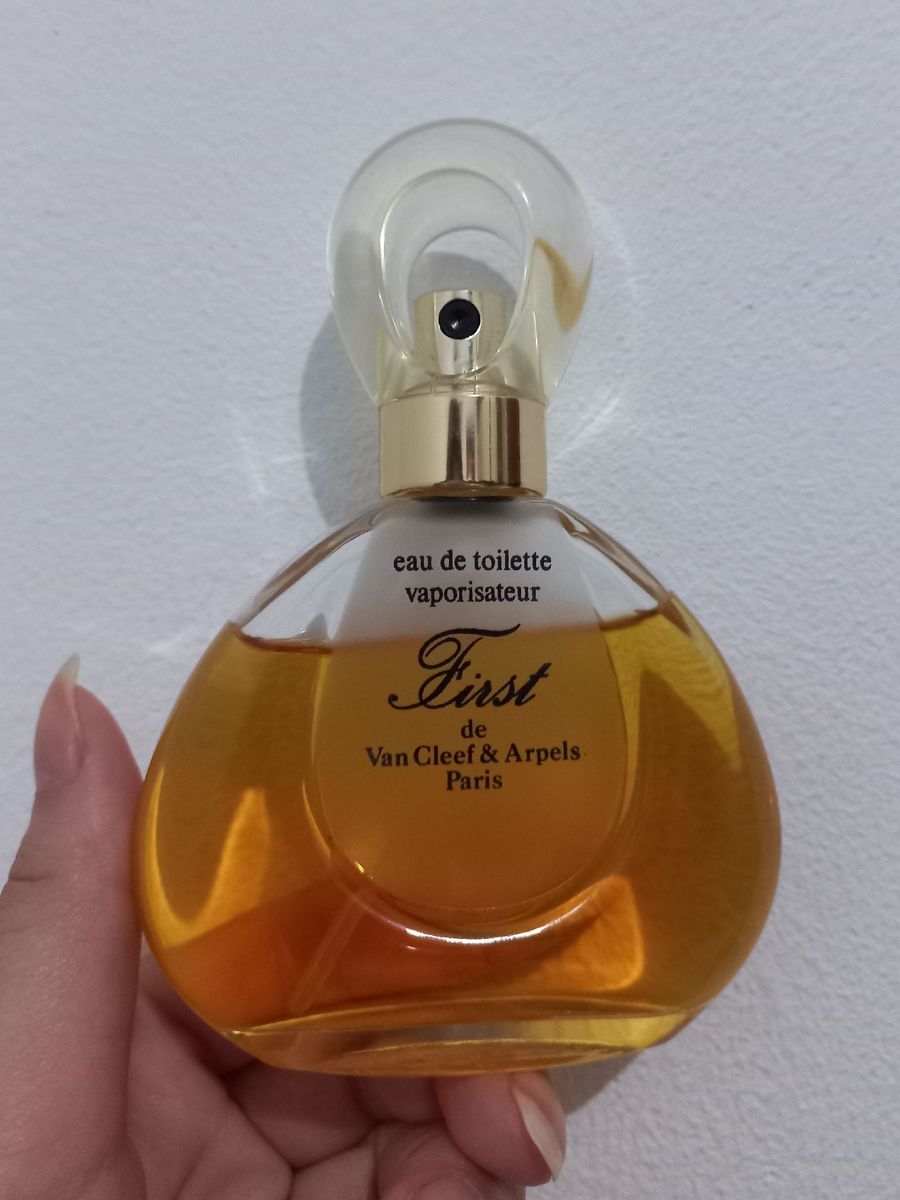 eau de toilette
vaporisateur
First
de
Van Cleef & Arpels
Paris